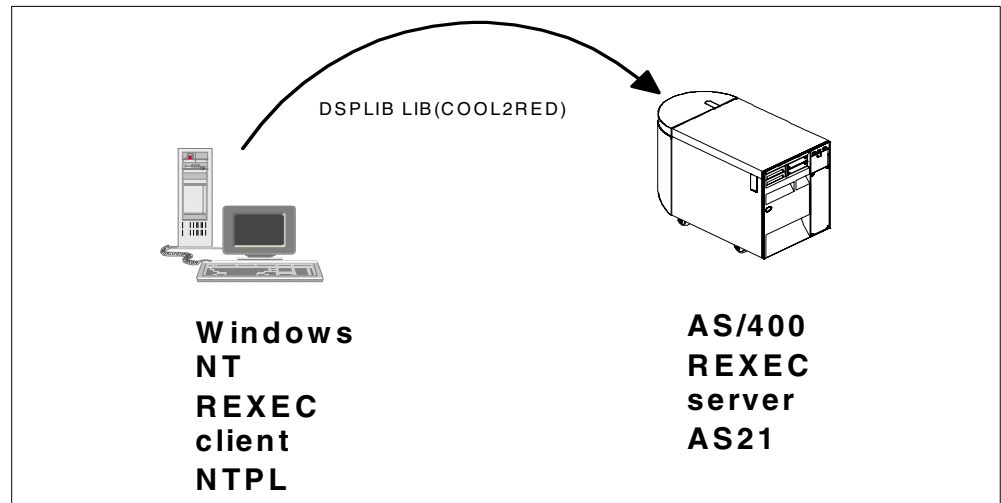 DSPLIB LIB(COOL2RED)
Windows
NT
REXEC
client
NTPL
AS/400
REXEC
server
AS21